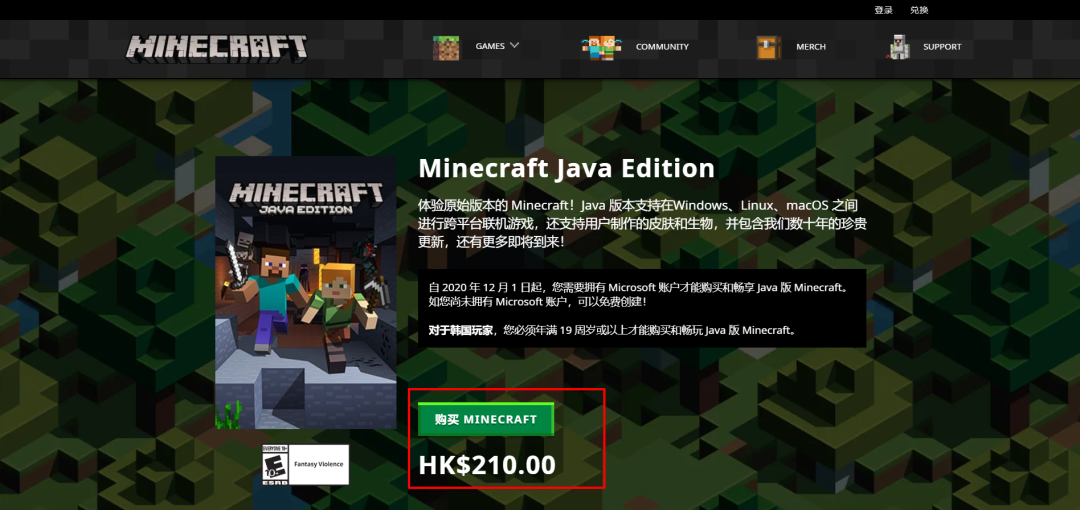 登录 兑换
MINECRAFT GAMES COMMUNITY MERCH SUPPORT
Minecraft Java Edition
MINECRAFT
JAVA EDITION
体验原始版本的 Minecraft！Java 版本支持在Windows、Linux、macOS 之间
进行跨平台联机游戏，还支持用户制作的皮肤和生物，并包含我们数十年的珍贵
更新，还有更多即将到来！
自 2020 年 12 月 1 日起，您需要拥有 Microsoft 账户才能购买和畅享 Java 版 Minecraft。
如您尚未拥有 Microsoft 账户，可以免费创建！
对于韩国玩家，您必须年满 19 周岁或以上才能购买和畅玩 Java 版 Minecraft。
购买 MINECRAFT
HK$210.00
EVERYONE 10+
E
10+
ESRB
Fantasy Violence